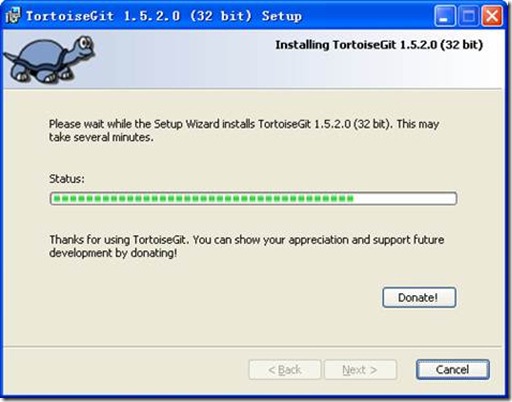 TortoiseGit 1.5.2.0 (32 bit) Setup
Installing TortoiseGit 1.5.2.0 (32 bit)
Please wait while the Setup Wizard installs TortoiseGit 1.5.2.0 (32 bit). This may
take several minutes.
Status:
Thanks for using TortoiseGit. You can show your appreciation and support future
development by donating!
Donate!
< Back
Next >
Cancel